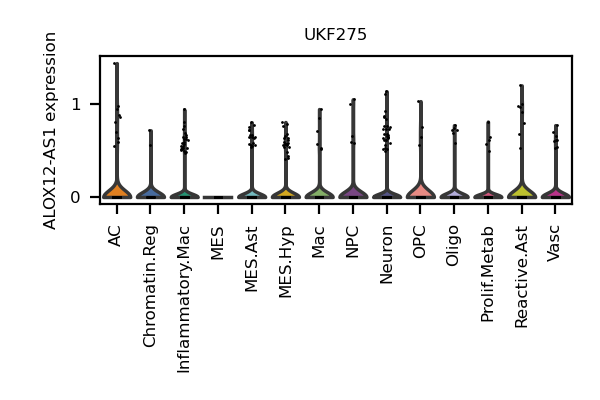 UKF275
ALOX12-AS1 expression
1
0
AC
Chromatin.Reg
Inflammatory.Mac
MES
MES.Ast
MES.Hyp
Mac
NPC
Neuron
OPC
Oligo
Prolif.Metab
Reactive.Ast
Vasc